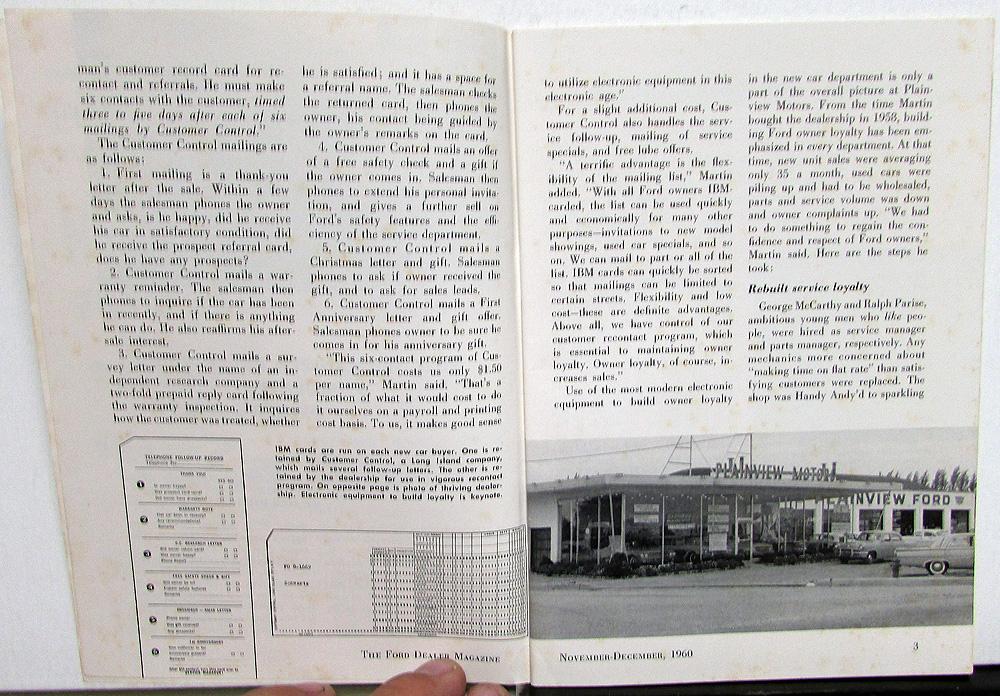 man's customer record card for re-
contact and referrals. He must make
six contacts with the customer, timed
three to five days after each of six
mailings by Customer Control."
The Customer Control mailings are
as follows:
1. First mailing is a thank-you
letter after the sale. Within a few
days the salesman phones the owner
and asks, is he happy, did he receive
his car in satisfactory condition, did
he receive the prospect referral card,
does he have any prospects?
2. Customer Control mails a war-
ranty reminder. The salesman then
phones to inquire if the car has been
in recently, and if there is anything
he can do. He also reaffirms his after-
sale interest.
3. Customer Control mails a sur-
vey letter under the name of an in-
dependent research company and a
two-fold prepaid reply card following
the warranty inspection. It inquires
how the customer was treated, whether
he is satisfied; and it has a space for
a referral name. The salesman checks
the returned card, then phones the
owner, his contact being guided by
the owner's remarks on the card.
4. Customer Control mails an offer
of a free safety check and a gift if
the owner comes in. Salesman then
phones to extend his personal invita-
tion, and gives a further sell on
Ford's safety features and the effi-
ciency of the service department.
5. Customer Control mails a
Christmas letter and gift. Salesman
phones to ask if owner received the
gift, and to ask for sales leads.
6. Customer Control mails a First
Anniversary letter and gift offer.
Salesman phones owner to be sure he
comes in for his anniversary gift.
"This six-contact program of Cus-
tomer Control costs us only $1.50
per name," Martin said. "That's a
fraction of what it would cost to do
it ourselves on a payroll and printing
cost basis. To us, it makes good sense
TELEPHONE FOLLOW-UP RECORD
THANK YOU
YES NO
1
WARRANTY NOTE
2
Remarks
LETTER
3
4
Remarks
LETTER
5
1st ANNIVERSARY
6
Remarks
IBM cards are run on each new car buyer. One is re-
tained by Customer Control, a Long Island company,
which mails several follow-up letters. The other is re-
tained by the dealership for use in vigorous recontact
program. On opposite page is photo of thriving dealer-
ship. Electronic equipment to build loyalty is keynote.
The Ford Dealer Magazine
to utilize electronic equipment in this
electronic age."
For a slight additional cost, Cus-
tomer Control also handles the serv-
ice follow-up, mailing of service
specials, and free lube offers.
"A terrific advantage is the flex-
ibility of the mailing list," Martin
added. "With all Ford owners IBM-
carded, the list can be used quickly
and economically for many other
purposes—invitations to new model
showings, used car specials, and so
on. We can mail to part or all of the
list. IBM cards can quickly be sorted
so that mailings can be limited to
certain streets. Flexibility and low
cost—these are definite advantages.
Above all, we have control of our
customer recontact program, which
is essential to maintaining owner
loyalty. Owner loyalty, of course, in-
creases sales."
Use of the most modern electronic
equipment to build owner loyalty
in the new car department is only a
part of the overall picture at Plain-
view Motors. From the time Martin
bought the dealership in 1958, build-
ing Ford owner loyalty has been em-
phasized in every department. At that
time, new unit sales were averaging
only 35 a month, used cars were
piling up and had to be wholesaled,
parts and service volume was down
and owner complaints up. "We had
to do something to regain the con-
fidence and respect of Ford owners,"
Martin said. Here are the steps he
took:
Rebuilt service loyalty
George McCarthy and Ralph Parise,
ambitious young men who like peo-
ple, were hired as service manager
and parts manager, respectively. Any
mechanics more concerned about
"making time on flat rate" than satis-
fying customers were replaced. The
shop was Handy Andy'd to sparkling
PLAINVIEW MOTORS
PLAINVIEW FORD
November-December, 1960
3